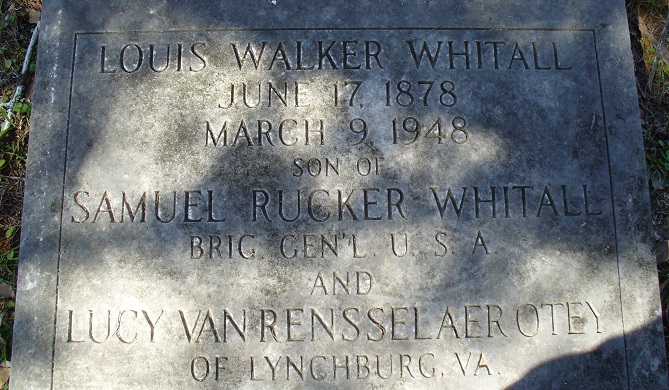 LOUIS WALKER WHITALL
JUNE 17, 1878
MARCH 9, 1948
SON OF
SAMUEL RUCKER WHITALL
BRIG. GEN'L. U. S. A.
AND
LUCY VAN RENSSELAER OTEY
OF LYNCHBURG, VA.